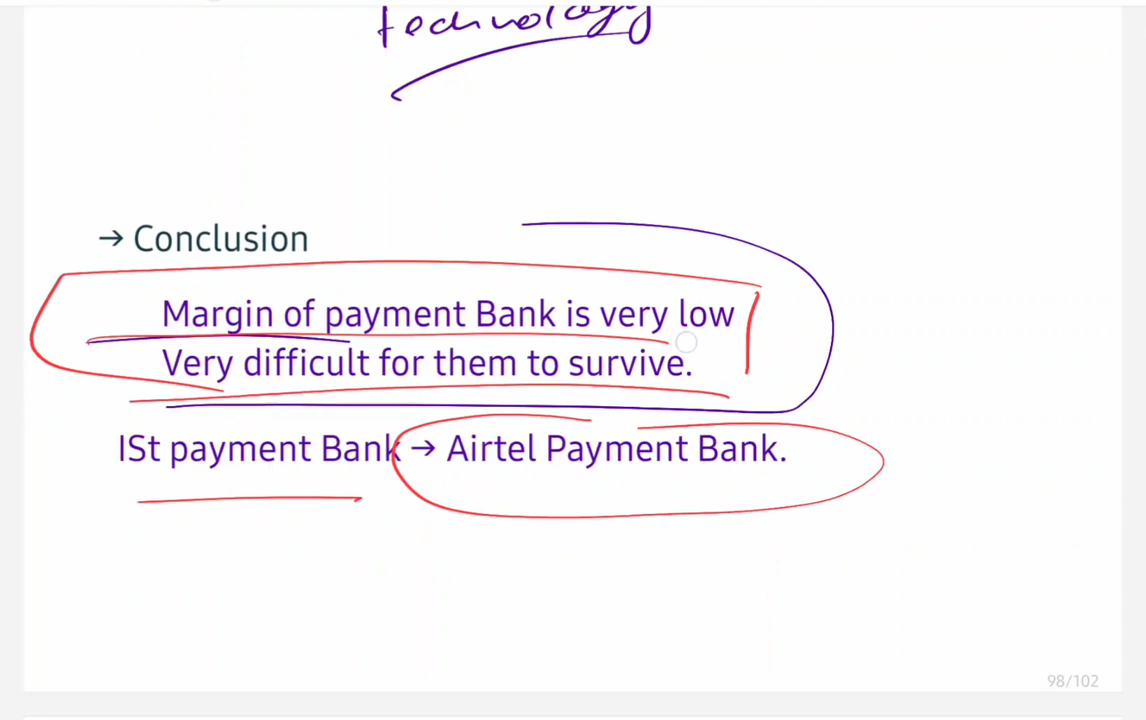 technology
→ Conclusion
Margin of payment Bank is very low
Very difficult for them to survive.
ISt payment Bank → Airtel Payment Bank.
98/102